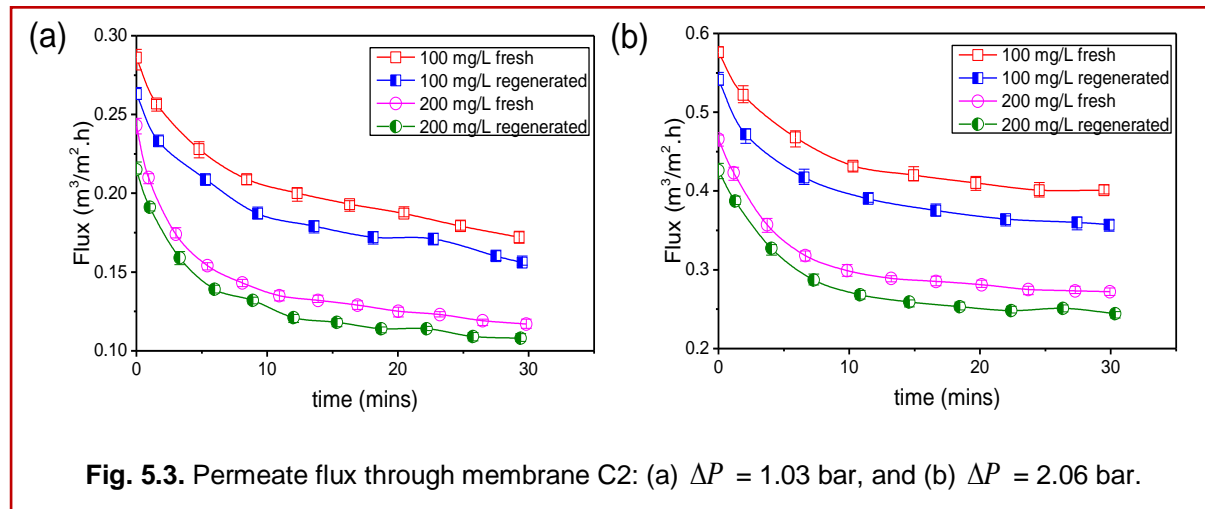 (a)
0.30
0.25
0.20
0.15
0.10
Flux (m³/m².h)
100 mg/L fresh
100 mg/L regenerated
200 mg/L fresh
200 mg/L regenerated
0 10 20 30
time (mins)
(b)
0.6
0.5
0.4
0.3
0.2
Flux (m³/m².h)
100 mg/L fresh
100 mg/L regenerated
200 mg/L fresh
200 mg/L regenerated
0 10 20 30
time (mins)
Fig. 5.3. Permeate flux through membrane C2: (a) ΔP = 1.03 bar, and (b) ΔP = 2.06 bar.